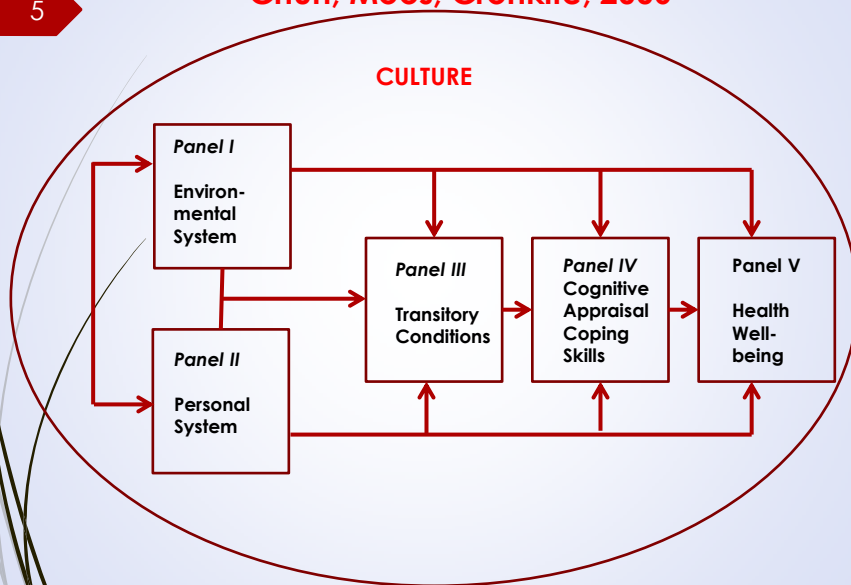 5
CULTURE
Panel I
Environ-
mental
System
Panel II
Personal
System
Panel III
Transitory
Conditions
Panel IV
Cognitive
Appraisal
Coping
Skills
Panel V
Health
Well-
being